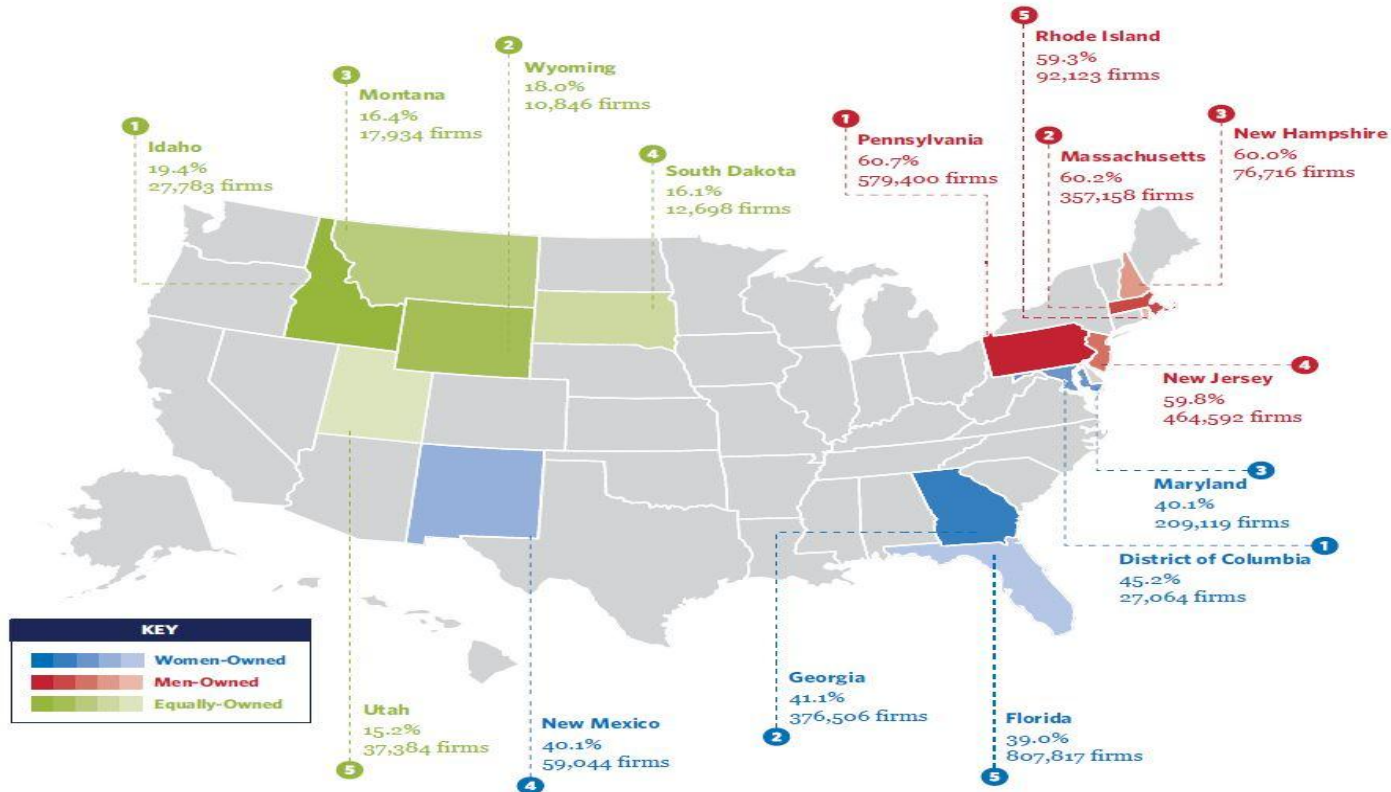 5
Rhode Island
59.3%
92,123 firms
2
Wyoming
18.0%
10,846 firms
3
Montana
16.4%
17,934 firms
1
Idaho
19.4%
27,783 firms
4
South Dakota
16.1%
12,698 firms
1
Pennsylvania
60.7%
579,400 firms
2
Massachusetts
60.2%
357,158 firms
3
New Hampshire
60.0%
76,716 firms
4
New Jersey
59.8%
464,592 firms
3
Maryland
40.1%
209,119 firms
1
District of Columbia
45.2%
27,064 firms
KEY
Women-Owned
Men-Owned
Equally-Owned
Utah
15.2%
37,384 firms
5
New Mexico
40.1%
59,044 firms
4
Georgia
41.1%
376,506 firms
2
Florida
39.0%
807,817 firms
5